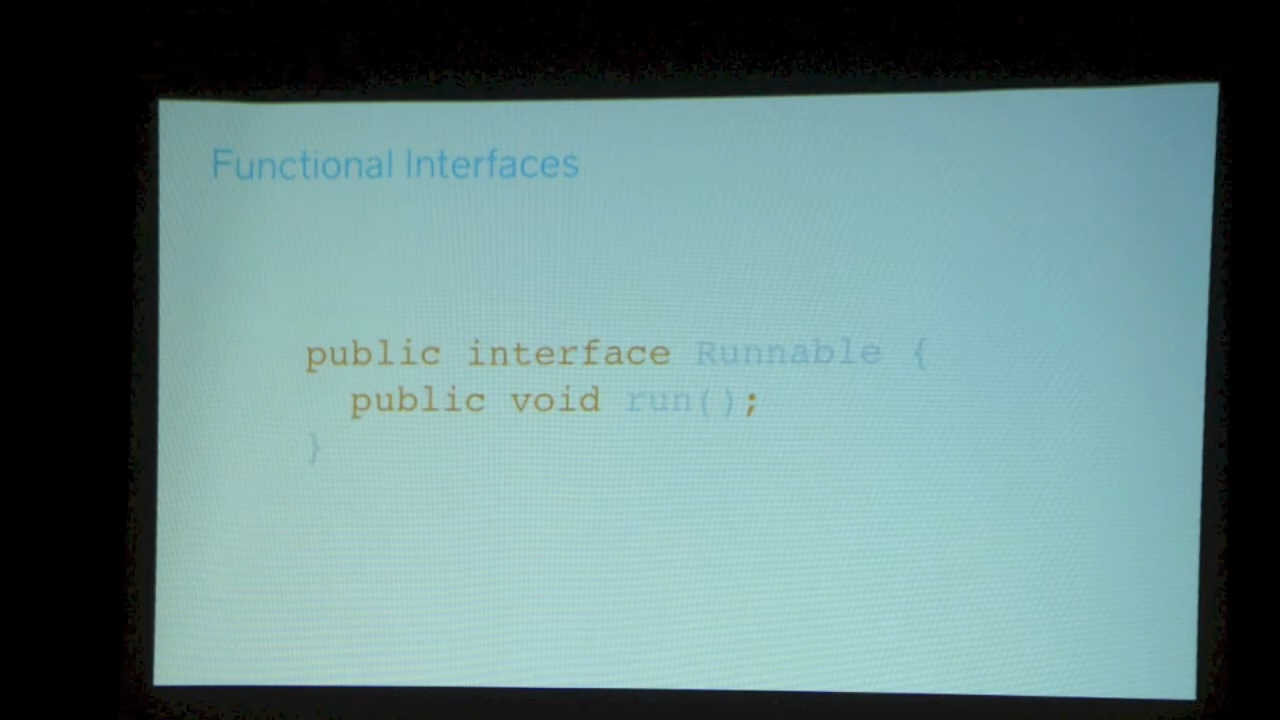 Functional Interfaces
public interface Runnable {
public void run();
}